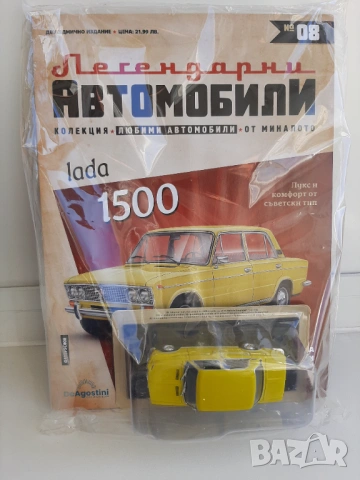 ДВУСЕДМИЧНО ИЗДАНИЕ • ЦЕНА: 21,99 ЛВ.
№ 08
Легендарни
АВТОМОБИЛИ
КОЛЕКЦИЯ • ЛЮБИМИ АВТОМОБИЛИ • ОТ МИНАЛОТО
lada
1500
Лукс и
комфорт от
съветски тип
DeAgostini
BAZAR